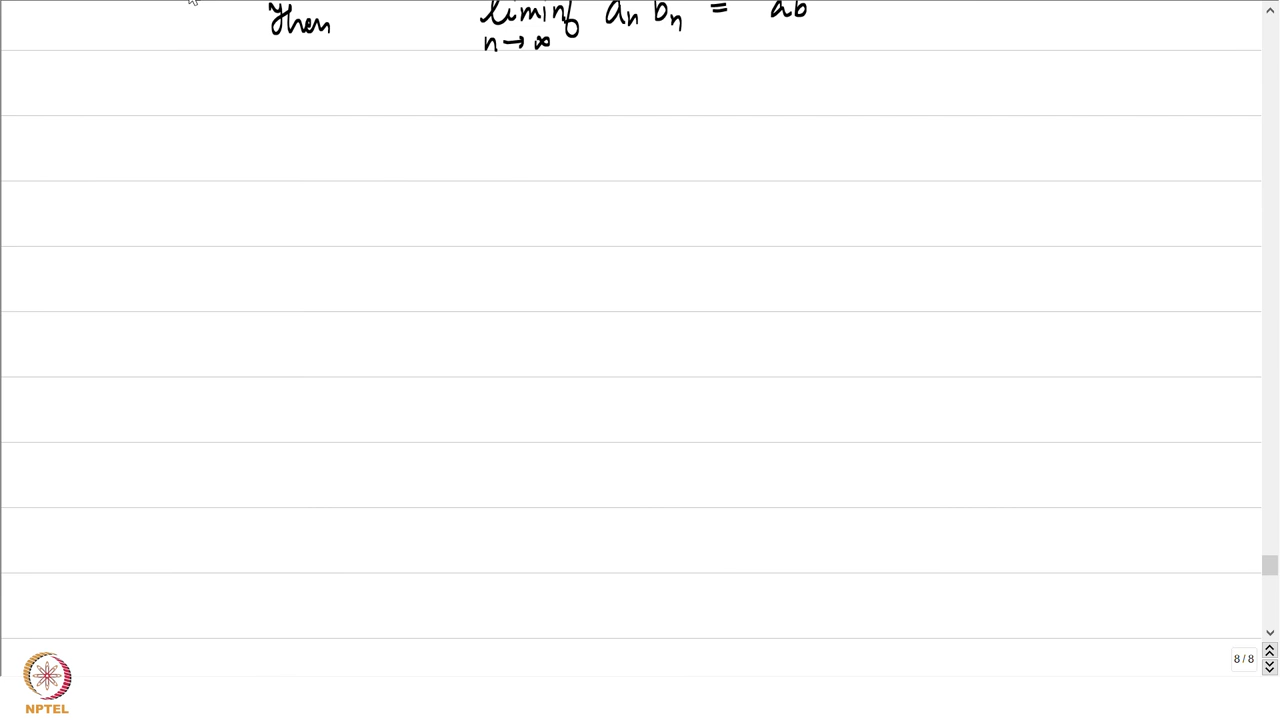 Then liminf aₙ bₙ = ab
n → ∞
8 / 8
NPTEL